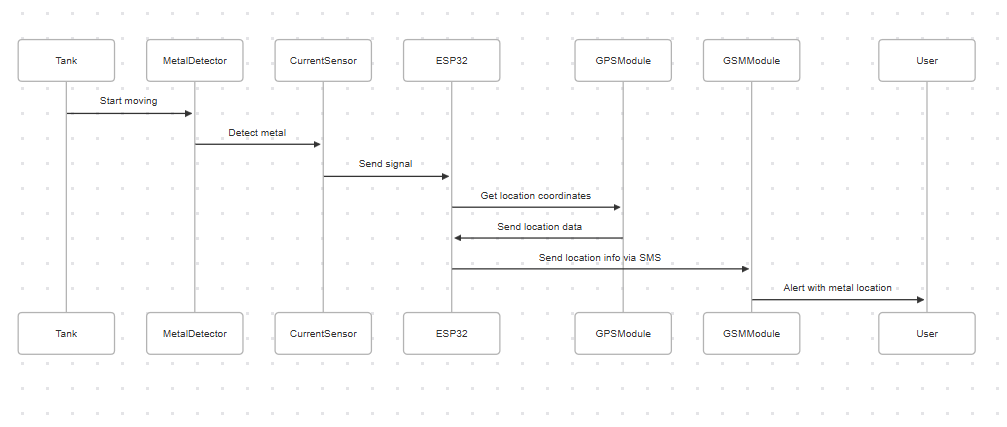 Tank
MetalDetector
CurrentSensor
ESP32
GPSModule
GSMModule
User
Start moving
Detect metal
Send signal
Get location coordinates
Send location data
Send location info via SMS
Alert with metal location
Tank
MetalDetector
CurrentSensor
ESP32
GPSModule
GSMModule
User